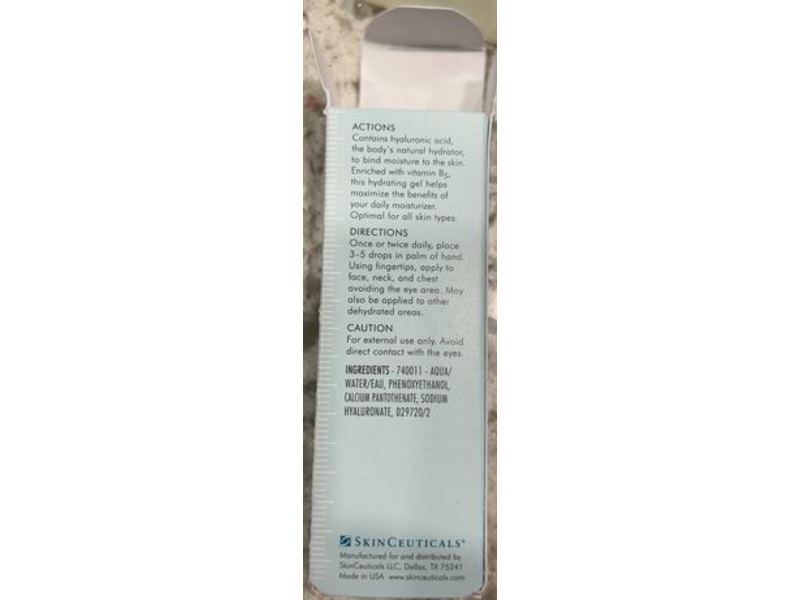 ACTIONS
Contains hyaluronic acid,
the body's natural hydrator,
to bind moisture to the skin.
Enriched with vitamin B5,
this hydrating gel helps
maximize the benefits of
your daily moisturizer.
Optimal for all skin types.
DIRECTIONS
Once or twice daily, place
3–5 drops in palm of hand.
Using fingertips, apply to
face, neck, and chest
avoiding the eye area. May
also be applied to other
dehydrated areas.
CAUTION
For external use only. Avoid
direct contact with the eyes.
INGREDIENTS - 740011 - AQUA/
WATER/EAU, PHENOXYETHANOL,
CALCIUM PANTOTHENATE, SODIUM
HYALURONATE, D29720/2
SKINCEUTICALS®
Manufactured for and distributed by
SkinCeuticals LLC, Dallas, TX 75241
Made in USA www.skinceuticals.com